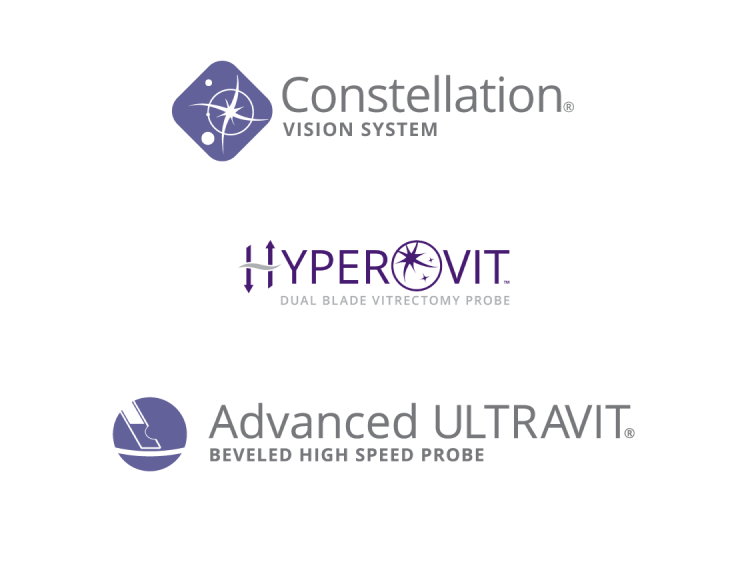 Constellation®
VISION SYSTEM
HYPERVIT™
DUAL BLADE VITRECTOMY PROBE
Advanced ULTRAVIT®
BEVELED HIGH SPEED PROBE